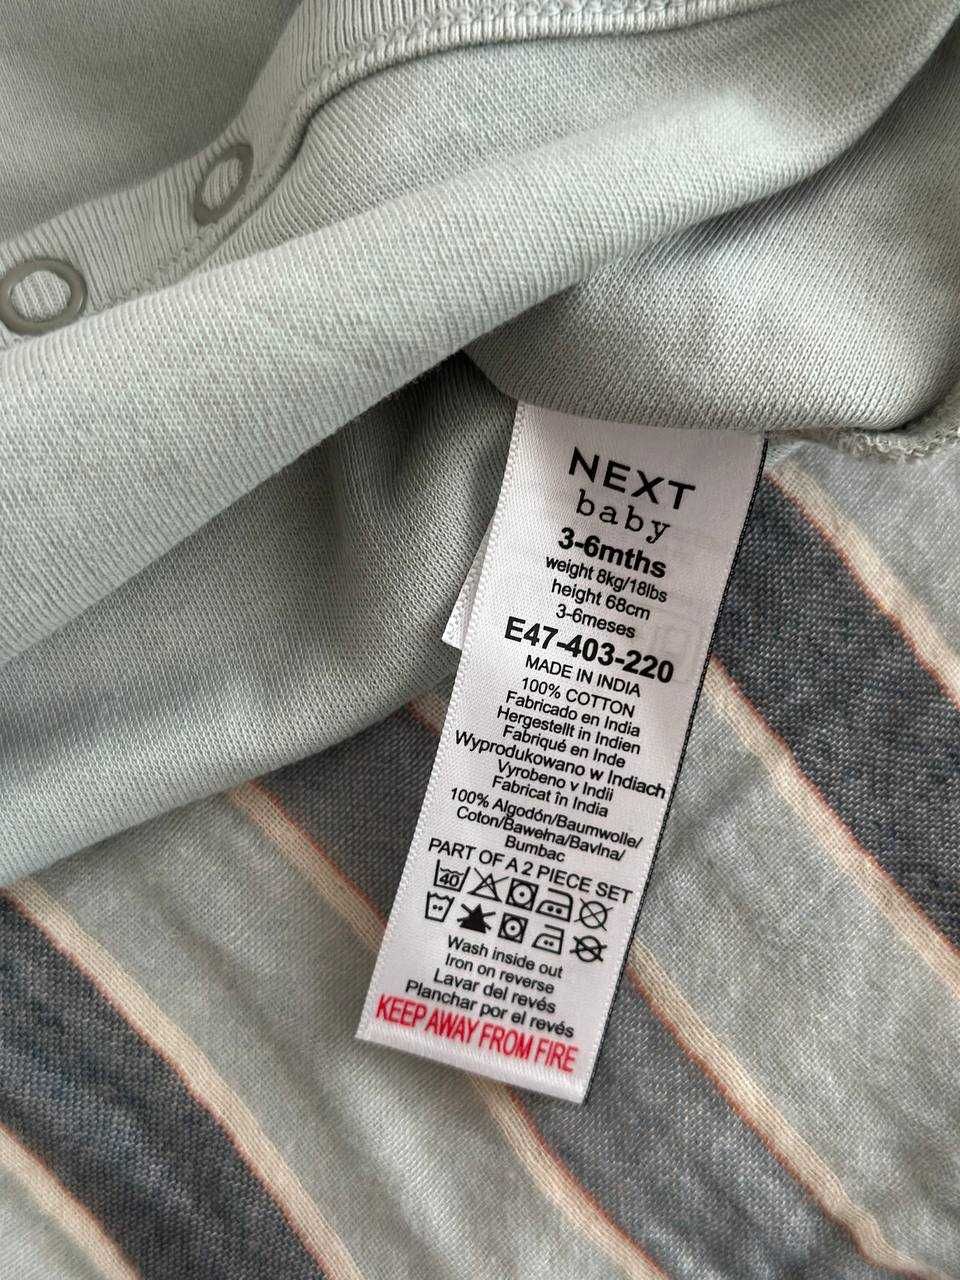 NEXT
baby
3-6mths
weight 8kg/18lbs
height 68cm
3-6meses
E47-403-220
MADE IN INDIA
100% COTTON
Fabricado en India
Hergestellt in Indien
Fabriqué en Inde
Wyprodukowano w Indiach
Vyrobeno v Indii
Fabricat în India
100% Algodón/Baumwolle/
Coton/Bawełna/Bavlna/
Bumbac
PART OF A 2 PIECE SET
40
Wash inside out
Iron on reverse
Lavar del revés
Planchar por el revés
KEEP AWAY FROM FIRE